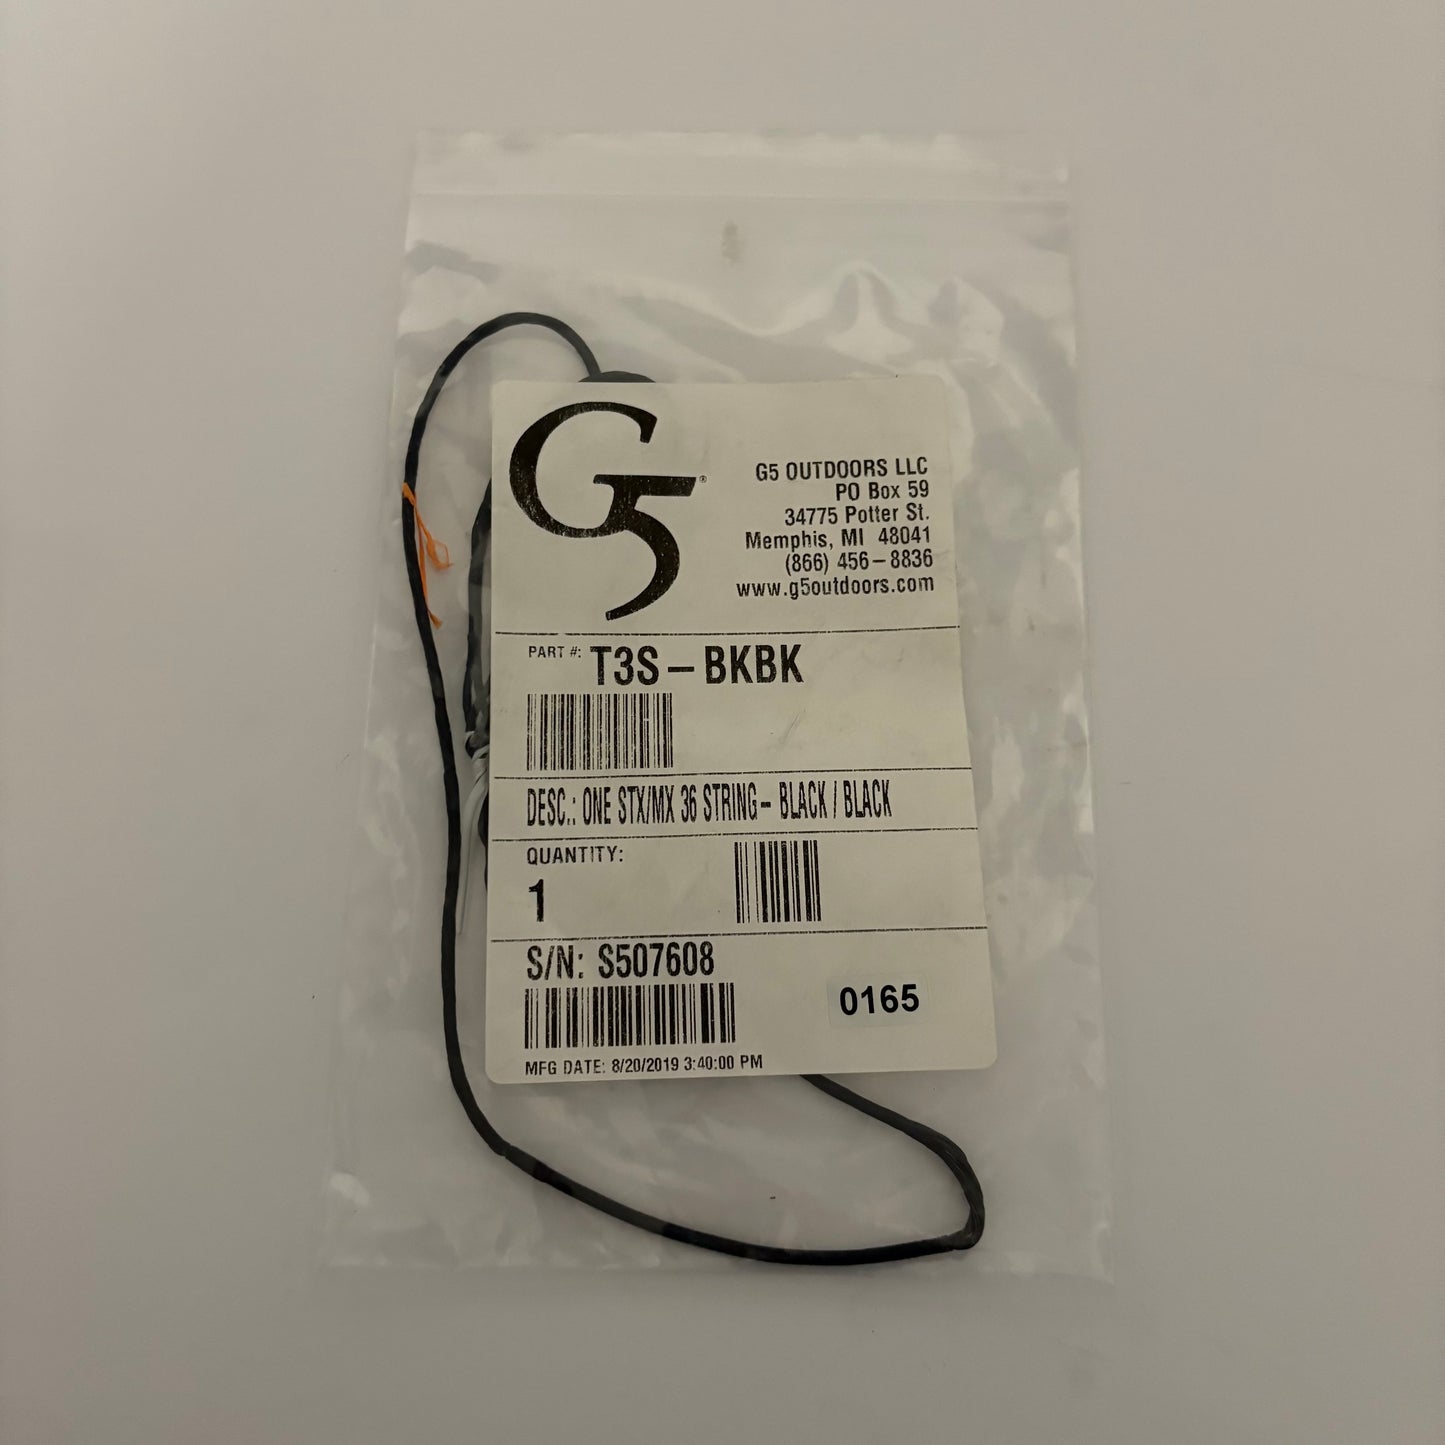 G5®
G5 OUTDOORS LLC
PO Box 59
34775 Potter St.
Memphis, MI 48041
(866) 456-8836
www.g5outdoors.com
PART #: T3S-BKBK
DESC.: ONE STX/MX 36 STRING- BLACK / BLACK
QUANTITY:
1
S/N: S507608
0165
MFG DATE: 8/20/2019 3:40:00 PM